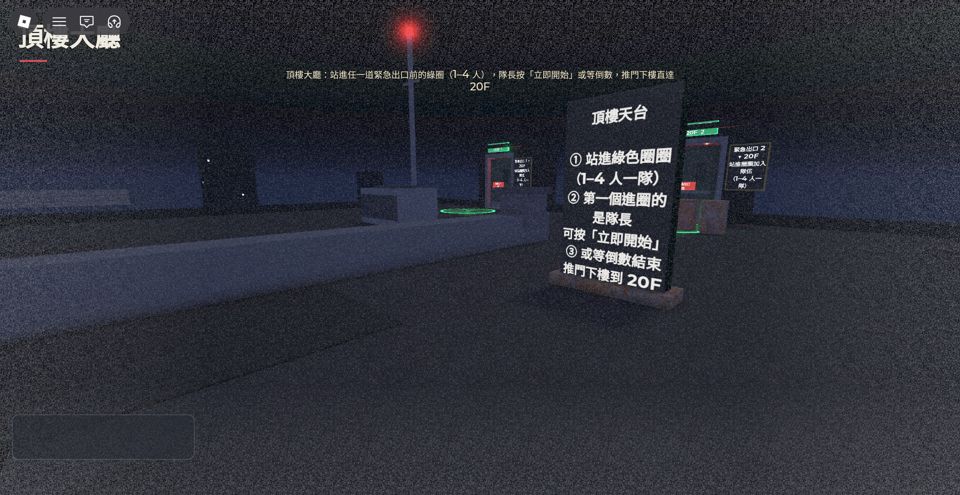 頂樓大廳
頂樓大廳：站進任一道緊急出口前的綠圈（1–4 人），隊長按「立即開始」或等倒數，推門下樓直達
20F
頂樓天台
① 站進綠色圈圈
（1–4 人一隊）
② 第一個進圈的
是隊長
可按「立即開始」
③ 或等倒數結束
推門下樓到 20F
20F 2
緊急出口 2
→ 20F
站進圈圈加入
隊伍
（1–4 人一
隊）